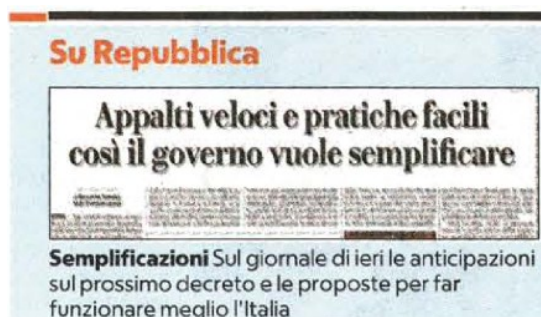 Su Repubblica
Appalti veloci e pratiche facili
così il governo vuole semplificare
Semplificazioni Sul giornale di ieri le anticipazioni
sul prossimo decreto e le proposte per far
funzionare meglio l'Italia